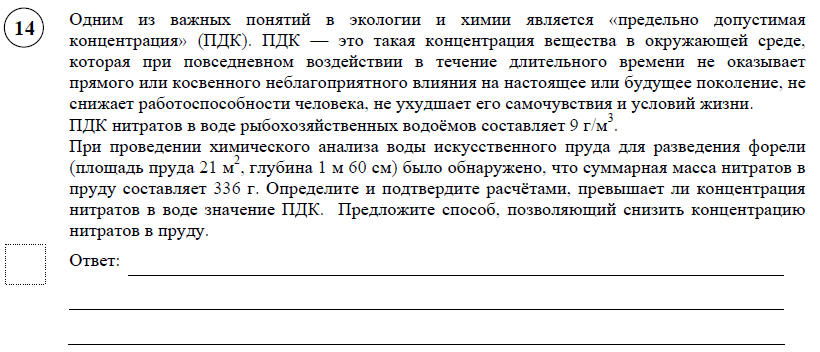 14
Одним из важных понятий в экологии и химии является «предельно допустимая
концентрация» (ПДК). ПДК — это такая концентрация вещества в окружающей среде,
которая при повседневном воздействии в течение длительного времени не оказывает
прямого или косвенного неблагоприятного влияния на настоящее или будущее поколение, не
снижает работоспособности человека, не ухудшает его самочувствия и условий жизни.
ПДК нитратов в воде рыбохозяйственных водоёмов составляет 9 г/м³.
При проведении химического анализа воды искусственного пруда для разведения форели
(площадь пруда 21 м², глубина 1 м 60 см) было обнаружено, что суммарная масса нитратов в
пруду составляет 336 г. Определите и подтвердите расчётами, превышает ли концентрация
нитратов в воде значение ПДК. Предложите способ, позволяющий снизить концентрацию
нитратов в пруду.
Ответ: